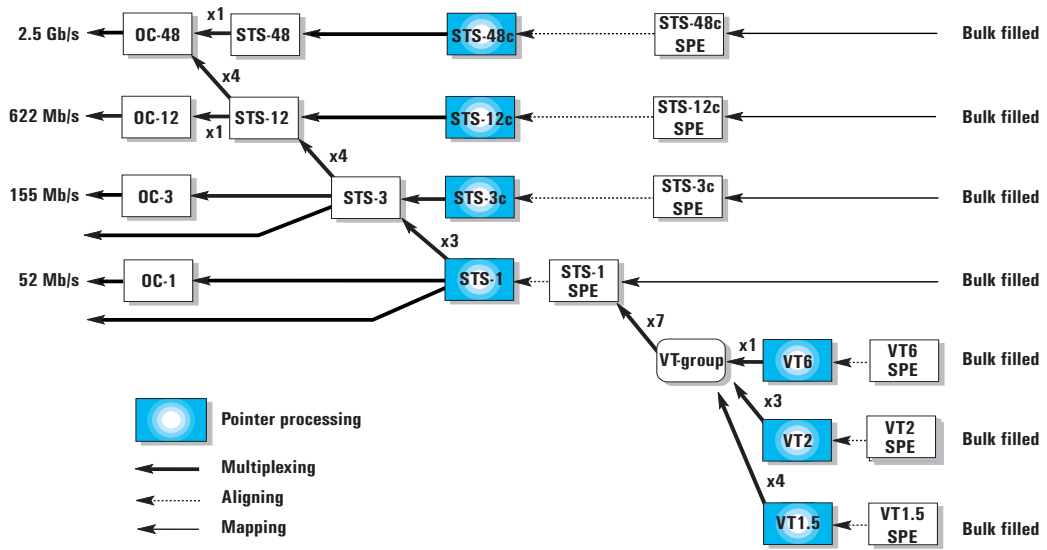 2.5 Gb/s
OC-48
x1
STS-48
STS-48c
STS-48c
SPE
Bulk filled
x4
622 Mb/s
OC-12
x1
STS-12
STS-12c
STS-12c
SPE
Bulk filled
x4
155 Mb/s
OC-3
STS-3
STS-3c
STS-3c
SPE
Bulk filled
x3
52 Mb/s
OC-1
STS-1
STS-1
SPE
Bulk filled
x7
VT-group
x1
VT6
VT6
SPE
Bulk filled
x3
VT2
VT2
SPE
Bulk filled
x4
VT1.5
VT1.5
SPE
Bulk filled
Pointer processing
Multiplexing
Aligning
Mapping